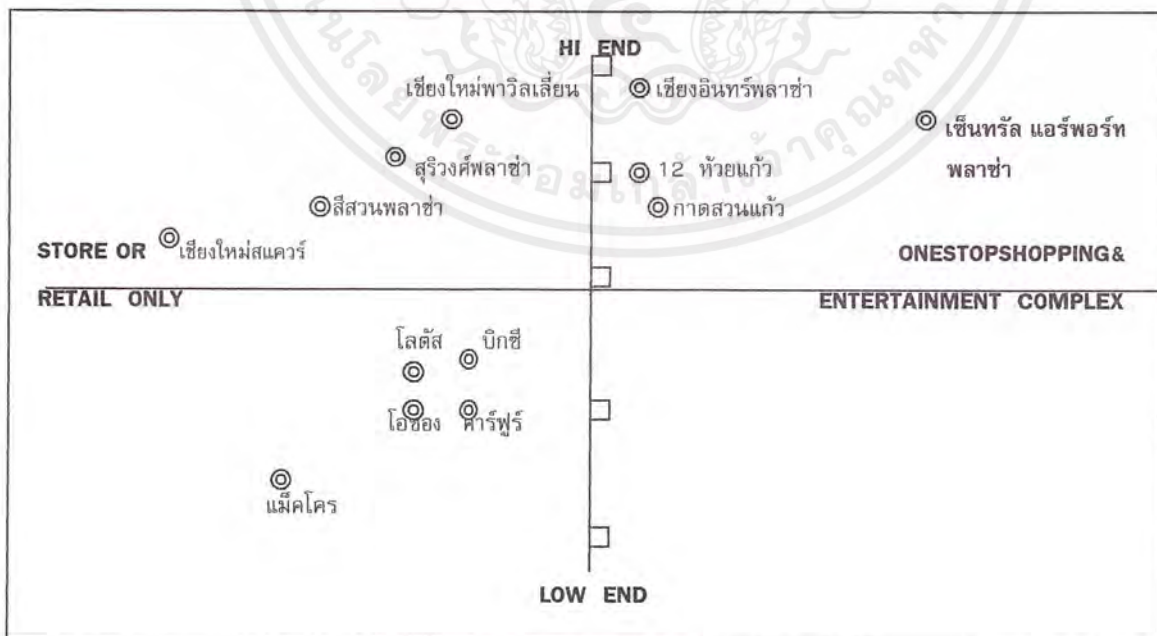 HI END
เชียงใหม่พาวิลเลี่ยน
เชียงอินทร์พลาซ่า
เซ็นทรัล แอร์พอร์ท
พลาซ่า
สุริวงศ์พลาซ่า
12 ห้วยแก้ว
สีสวนพลาซ่า
กาดสวนแก้ว
STORE OR
เชียงใหม่สแควร์
ONESTOPSHOPPING&
RETAIL ONLY
ENTERTAINMENT COMPLEX
โลตัส
บิกซี
โอชอง
คาร์ฟูร์
แม็คโคร
LOW END